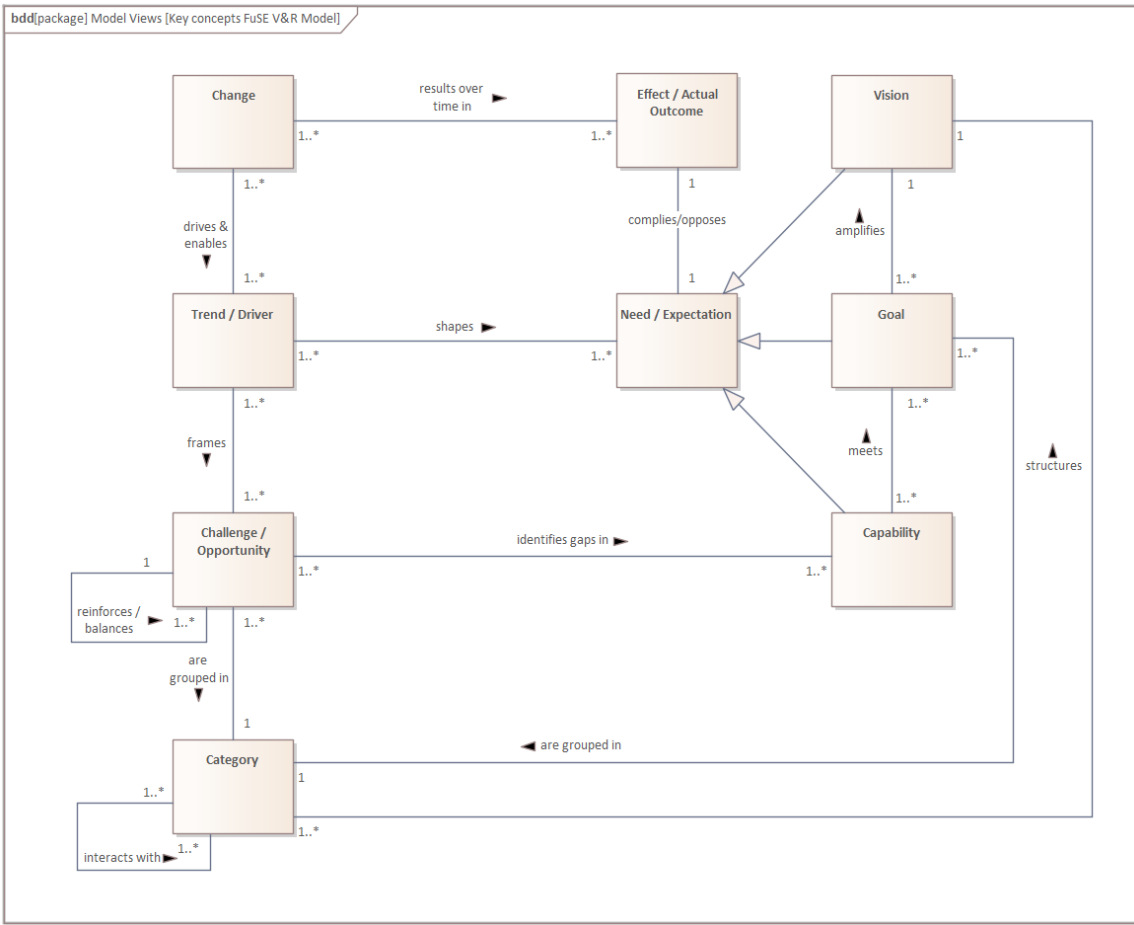 bdd[package] Model Views [Key concepts FuSE V&R Model]
Change
results over
time in
Effect / Actual
Outcome
Vision
1..*
1..*
1
1..*
1
1
drives &
enables
complies/opposes
amplifies
1..*
1
1..*
Trend / Driver
shapes
Need / Expectation
Goal
1..*
1..*
1..*
1..*
1..*
frames
meets
structures
1..*
1..*
Challenge /
Opportunity
identifies gaps in
Capability
1
1..*
1..*
reinforces /
balances
1..*
1..*
are
grouped in
1
are grouped in
Category
1
1..*
1..*
1..*
interacts with